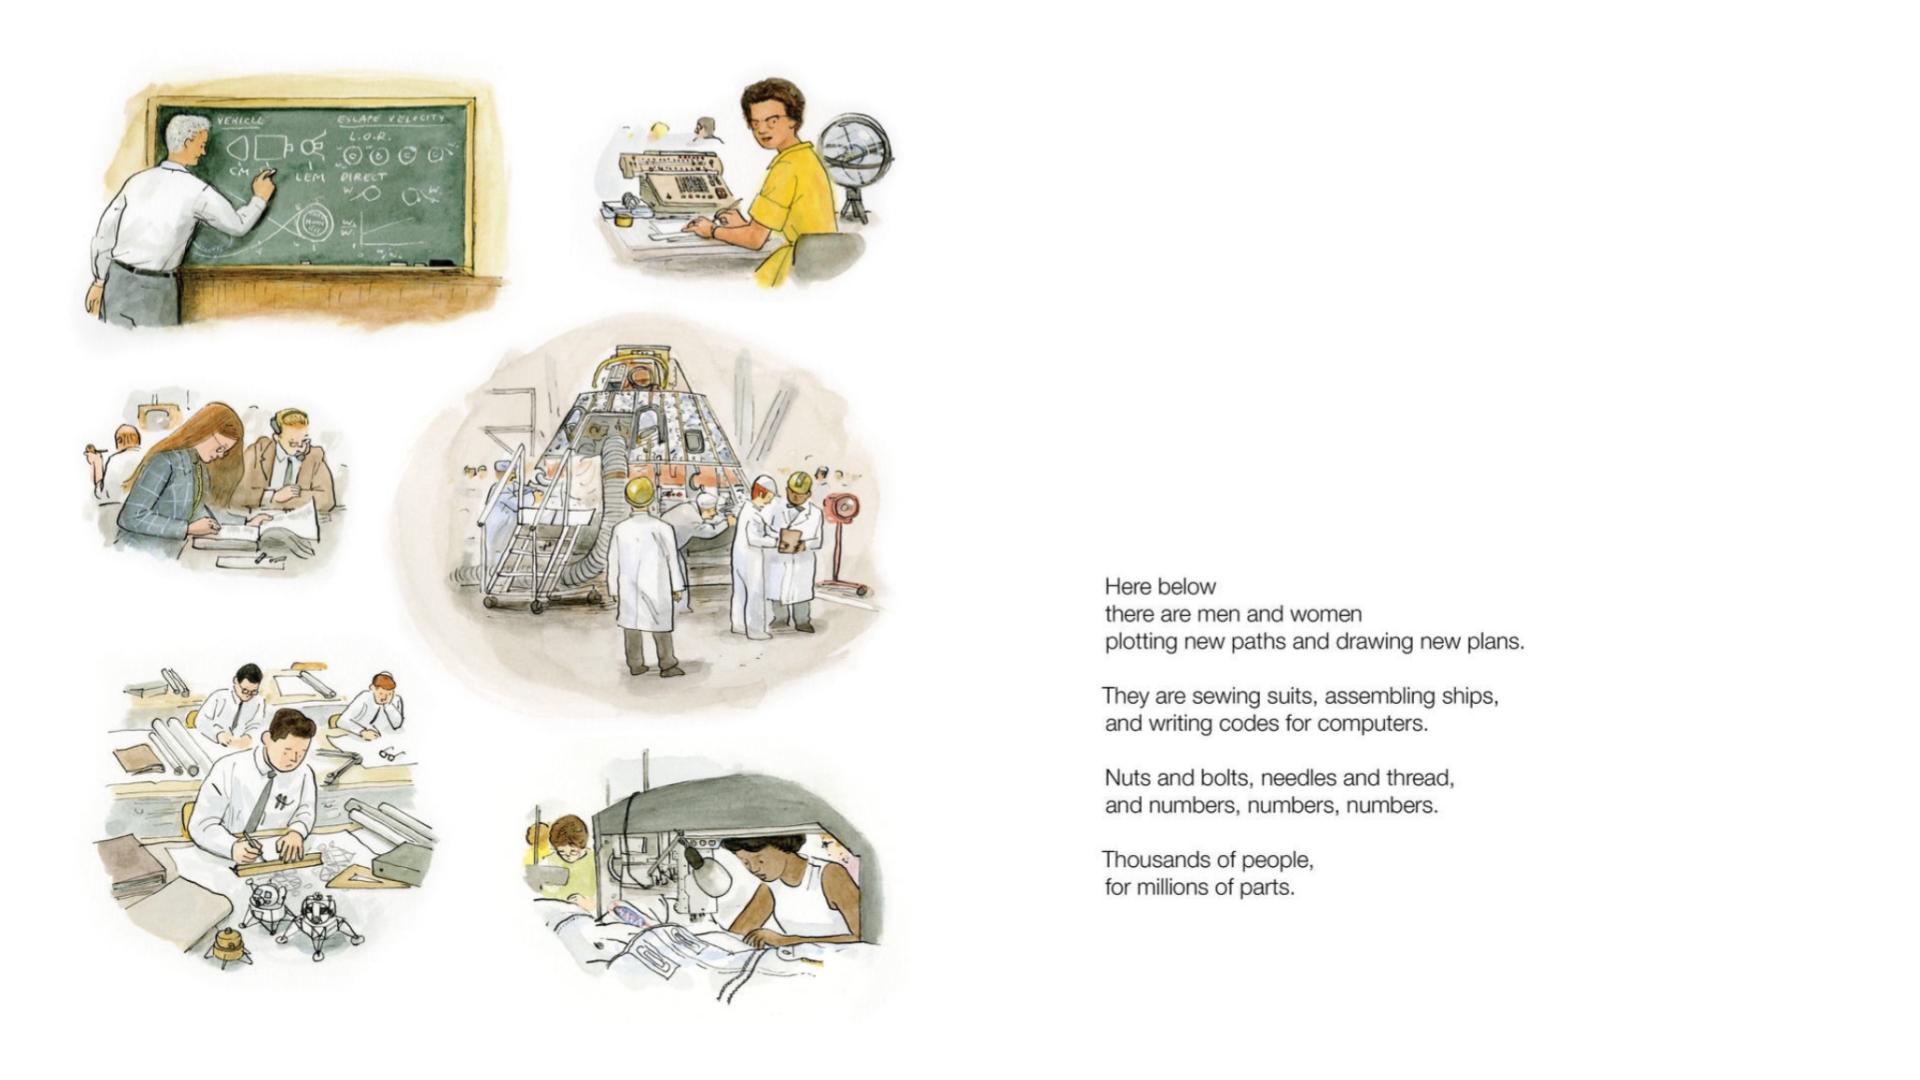 VEHICLE
ESCAPE VELOCITY
L.O.R.
CM
LEM
DIRECT
Here below
there are men and women
plotting new paths and drawing new plans.
They are sewing suits, assembling ships,
and writing codes for computers.
Nuts and bolts, needles and thread,
and numbers, numbers, numbers.
Thousands of people,
for millions of parts.